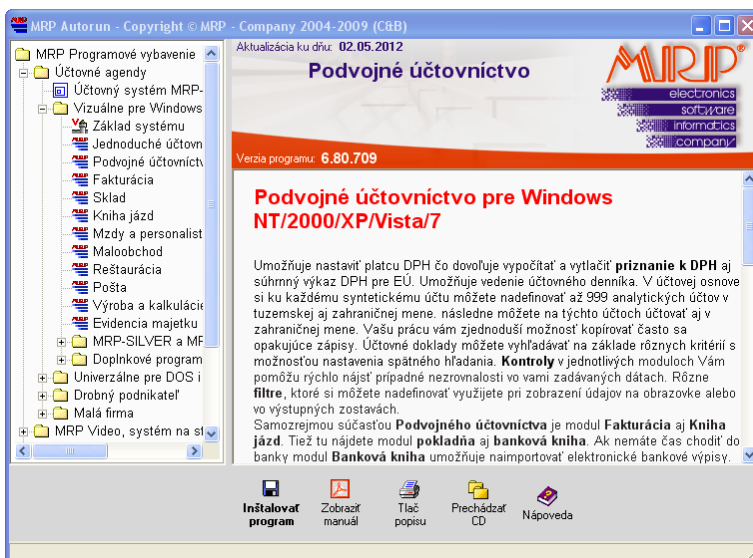 MRP Autorun - Copyright © MRP - Company 2004-2009 (C&B)
MRP Programové vybavenie
Účtovné agendy
Účtovný systém MRP-
Vizuálne pre Windows
Základ systému
Jednoduché účtovn
Podvojné účtovníctv
Fakturácia
Sklad
Kniha jázd
Mzdy a personalist
Maloobchod
Reštaurácia
Pošta
Výroba a kalkulácie
Evidencia majetku
MRP-SILVER a MF
Doplnkové program
Univerzálne pre DOS i
Drobný podnikateľ
Malá firma
MRP Video, systém na st
Aktualizácia ku dňu: 02.05.2012
Podvojné účtovníctvo
MRP®
electronics
software
informatics
company
Verzia programu: 6.80.709
Podvojné účtovníctvo pre Windows
NT/2000/XP/Vista/7
Umožňuje nastaviť platcu DPH čo dovoľuje vypočítať a vytlačiť priznanie k DPH aj
súhrnný výkaz DPH pre EÚ. Umožňuje vedenie účtovného denníka. V účtovej osnove
si ku každému syntetickému účtu môžete nadefinovať až 999 analytických účtov v
tuzemskej aj zahraničnej mene. následne môžete na týchto účtoch účtovať aj v
zahraničnej mene. Vašu prácu vám zjednoduší možnosť kopírovať často sa
opakujúce zápisy. Účtovné doklady môžete vyhľadávať na základe rôznych kritérií s
možnosťou nastavenia spätného hľadania. Kontroly v jednotlivých moduloch Vám
pomôžu rýchlo nájsť prípadné nezrovnalosti vo vami zadávaných dátach. Rôzne
filtre, ktoré si môžete nadefinovať využijete pri zobrazení údajov na obrazovke alebo
vo výstupných zostavách.
Samozrejmou súčasťou Podvojného účtovníctva je modul Fakturácia aj Kniha
jázd. Tiež tu nájdete modul pokladňa aj banková kniha. Ak nemáte čas chodiť do
banky modul Banková kniha umožňuje naimportovať elektronické bankové výpisy.
Inštalovať
program
Zobraziť
manuál
Tlač
popisu
Prechádzať
CD
Nápoveda